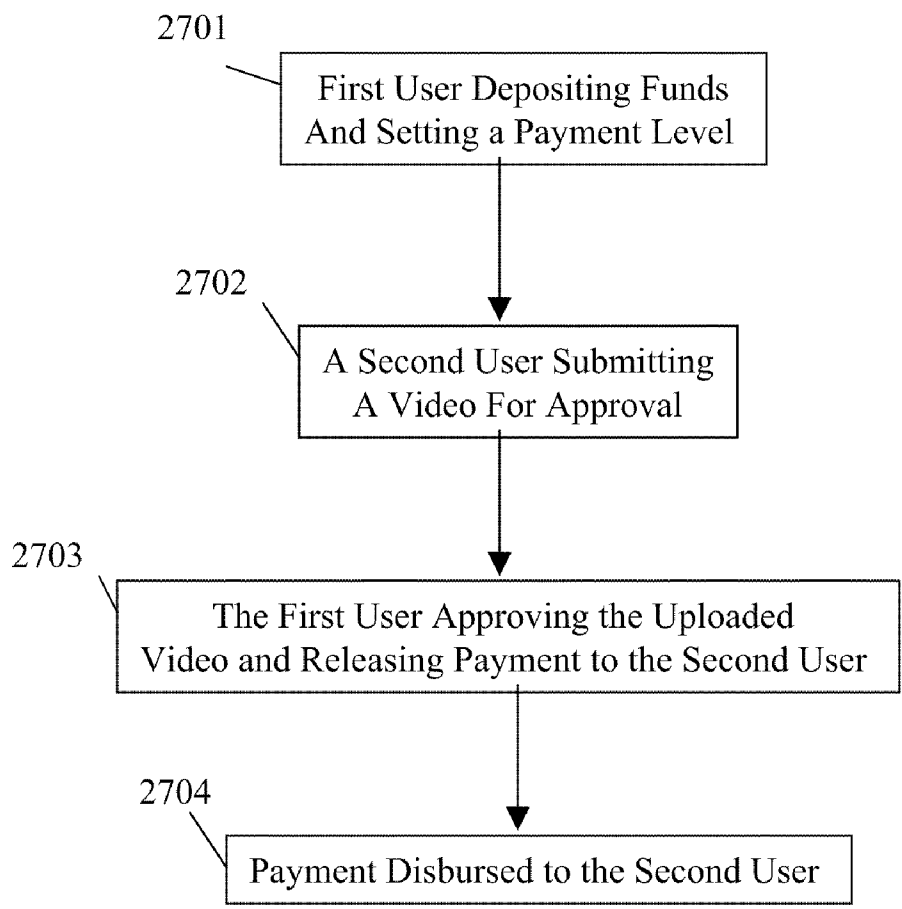 2701
First User Depositing Funds
And Setting a Payment Level
2702
A Second User Submitting
A Video For Approval
2703
The First User Approving the Uploaded
Video and Releasing Payment to the Second User
2704
Payment Disbursed to the Second User